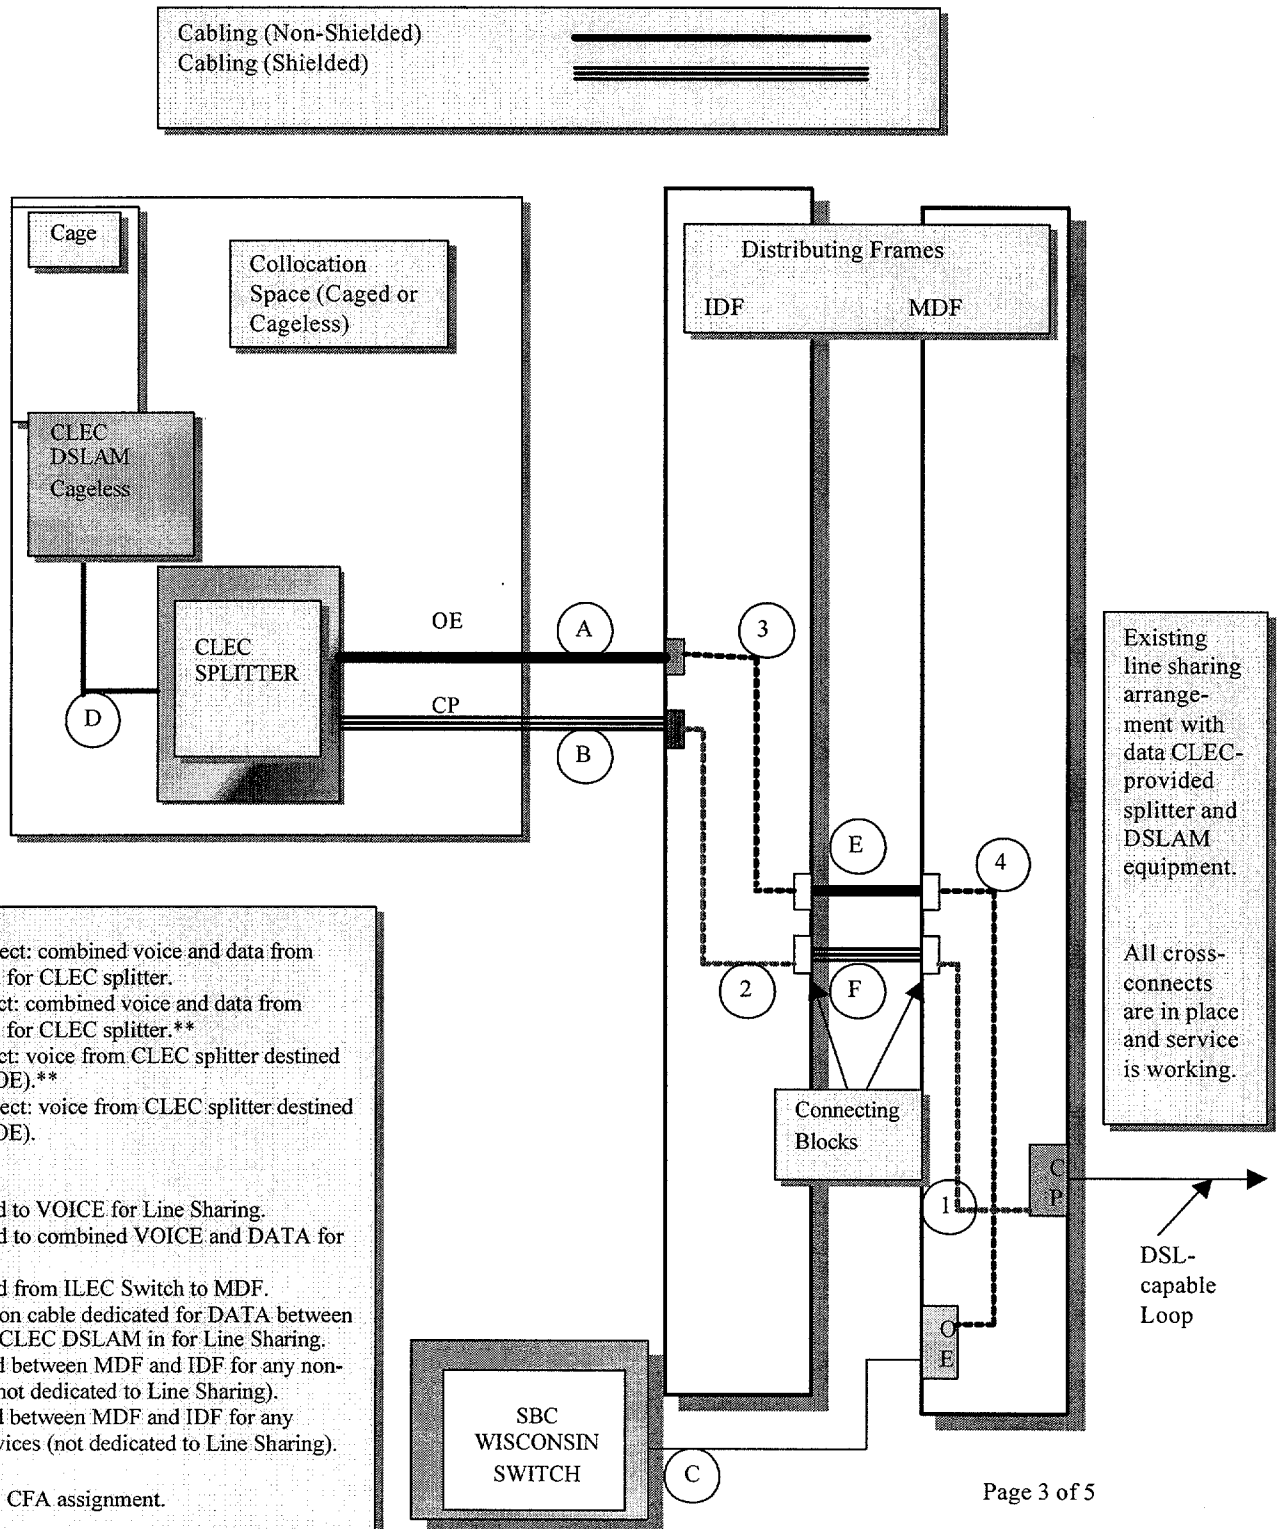 Cabling (Non-Shielded)
Cabling (Shielded)
Cage
Collocation
Space (Caged or
Cageless)
Distributing Frames
IDF
MDF
CLEC
DSLAM
Cageless
CLEC
SPLITTER
OE
CP
A
B
D
3
2
E
F
4
1
Connecting
Blocks
C
P
O
E
Existing
line sharing
arrange-
ment with
data CLEC-
provided
splitter and
DSLAM
equipment.
All cross-
connects
are in place
and service
is working.
DSL-
capable
Loop
ect: combined voice and data from
for CLEC splitter.
ct: combined voice and data from
for CLEC splitter.**
ct: voice from CLEC splitter destined
OE).**
ect: voice from CLEC splitter destined
OE).
d to VOICE for Line Sharing.
d to combined VOICE and DATA for
d from ILEC Switch to MDF.
on cable dedicated for DATA between
CLEC DSLAM in for Line Sharing.
d between MDF and IDF for any non-
not dedicated to Line Sharing).
d between MDF and IDF for any
vices (not dedicated to Line Sharing).
CFA assignment.
SBC
WISCONSIN
SWITCH
C
Page 3 of 5